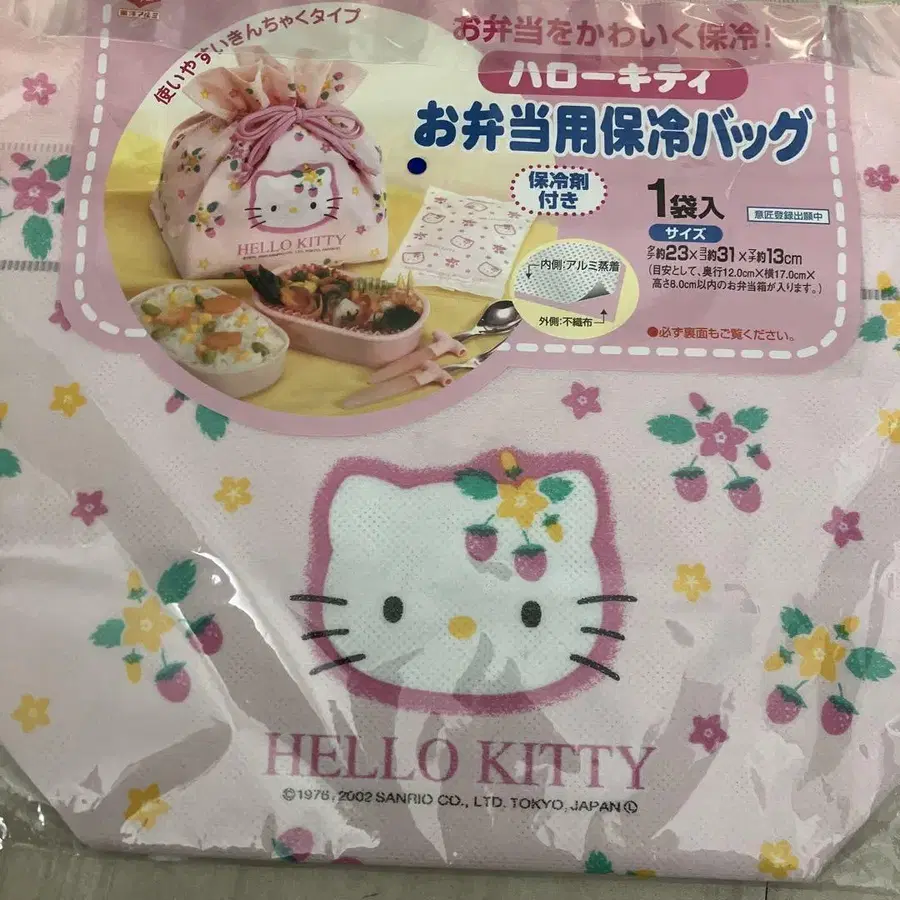 東洋アルミ
使いやすいきんちゃくタイプ
お弁当をかわいく保冷!
ハローキティ
お弁当用保冷バッグ
保冷剤
付き
1袋入
意匠登録出願中
サイズ
タテ約23×ヨコ約31×マチ約13cm
(目安として、奥行12.0cm×横17.0cm×
高さ8.0cm以内のお弁当箱が入ります。)
内側:アルミ蒸着
外側:不織布
●必ず裏面もご覧ください。
HELLO KITTY
HELLO KITTY
©1976, 2002 SANRIO CO., LTD. TOKYO, JAPAN Ⓛ